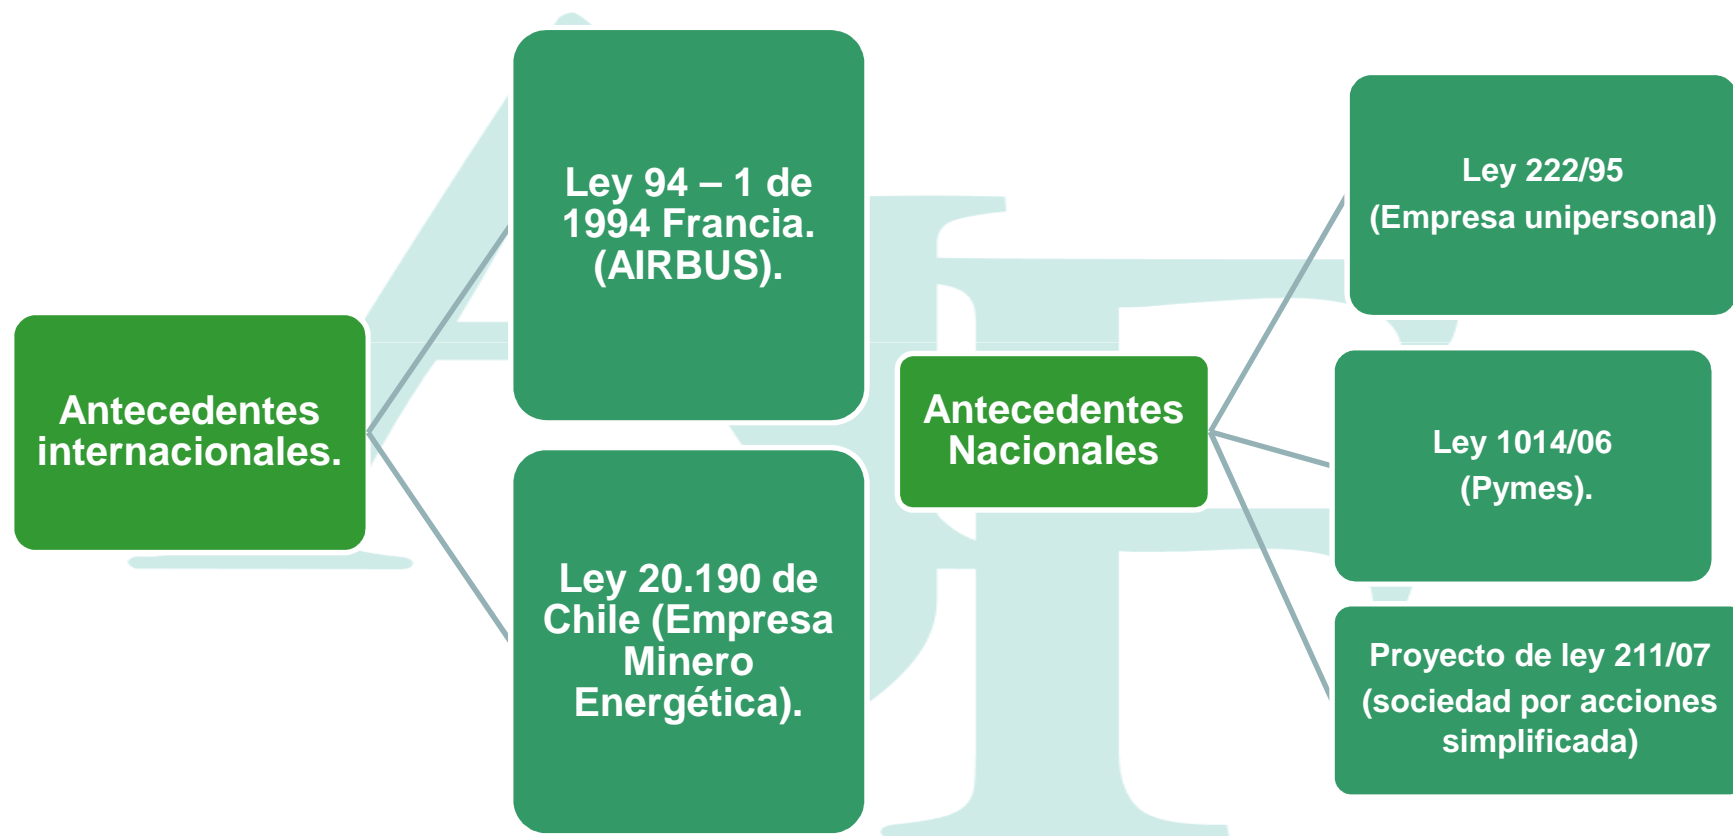 Antecedentes
internacionales.
Ley 94 – 1 de
1994 Francia.
(AIRBUS).
Ley 20.190 de
Chile (Empresa
Minero
Energética).
Antecedentes
Nacionales
Ley 222/95
(Empresa unipersonal)
Ley 1014/06
(Pymes).
Proyecto de ley 211/07
(sociedad por acciones
simplificada)